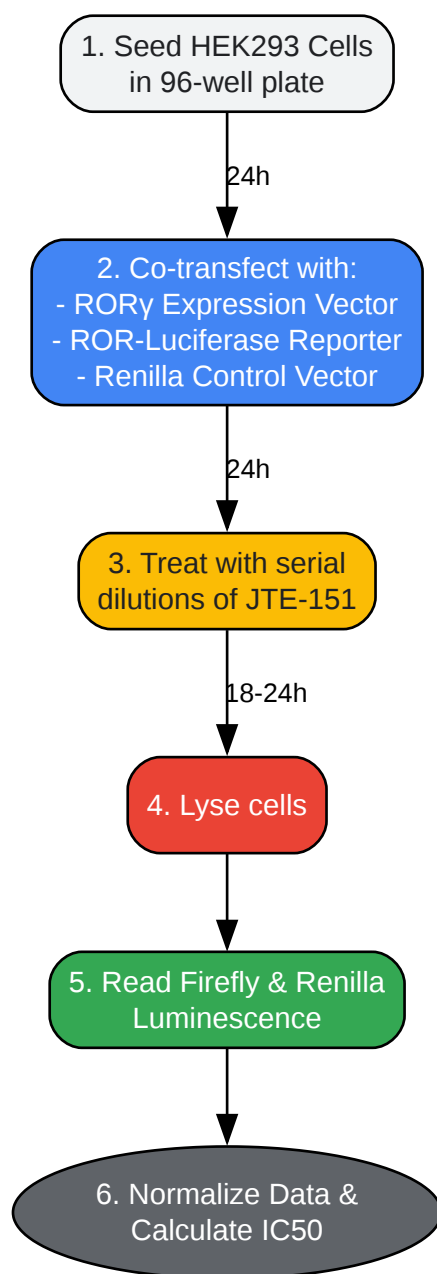 1. Seed HEK293 Cells
in 96-well plate
24h
2. Co-transfect with:
- RORγ Expression Vector
- ROR-Luciferase Reporter
- Renilla Control Vector
24h
3. Treat with serial
dilutions of JTE-151
18-24h
4. Lyse cells
5. Read Firefly & Renilla
Luminescence
6. Normalize Data &
Calculate IC50